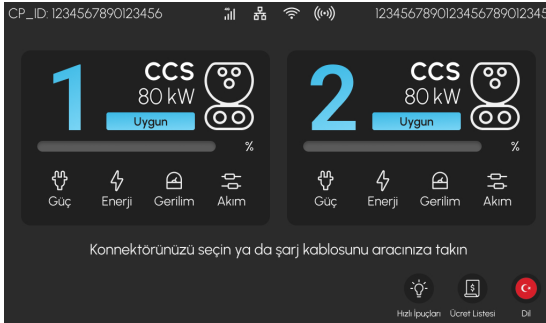 CP_ID: 1234567890123456
1234567890123456789012345
1
CCS
80 kW
Uygun
%
Güç Enerji Gerilim Akım
2
CCS
80 kW
Uygun
%
Güç Enerji Gerilim Akım
Konnektörünüzü seçin ya da şarj kablosunu aracınıza takın
Hızlı İpuçları Ücret Listesi Dil